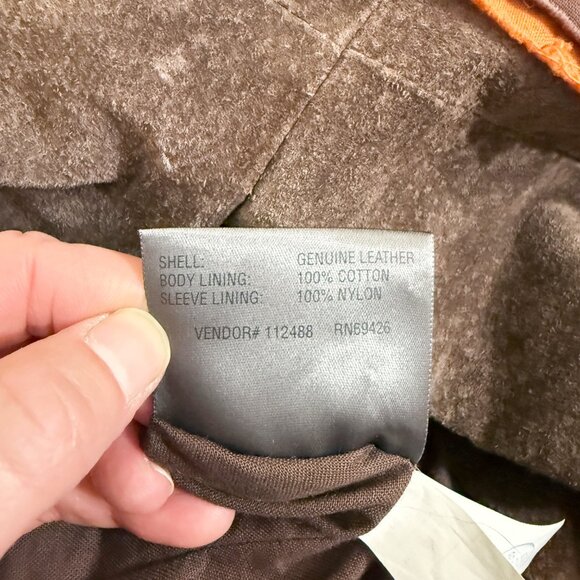 SHELL: GENUINE LEATHER
BODY LINING: 100% COTTON
SLEEVE LINING: 100% NYLON
VENDOR# 112488 RN69426